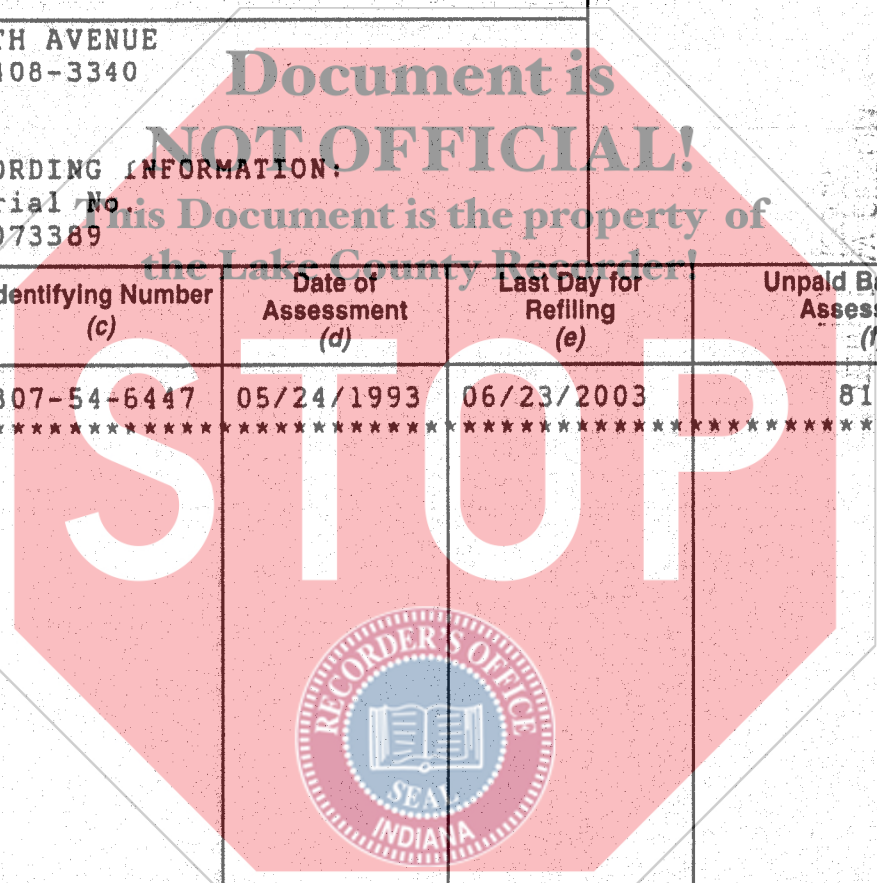 TH AVENUE
408-3340
ORDING INFORMATION:
rial No.
073389
Document is
NOT OFFICIAL!
This Document is the property of
the Lake County Recorder!
dentifying Number
(c)
Date of
Assessment
(d)
Last Day for
Refiling
(e)
Unpaid Ba
Assess
(f
307-54-6447 05/24/1993 06/23/2003 81
STOP
RECORDER'S OFFICE
SEAL
INDIANA